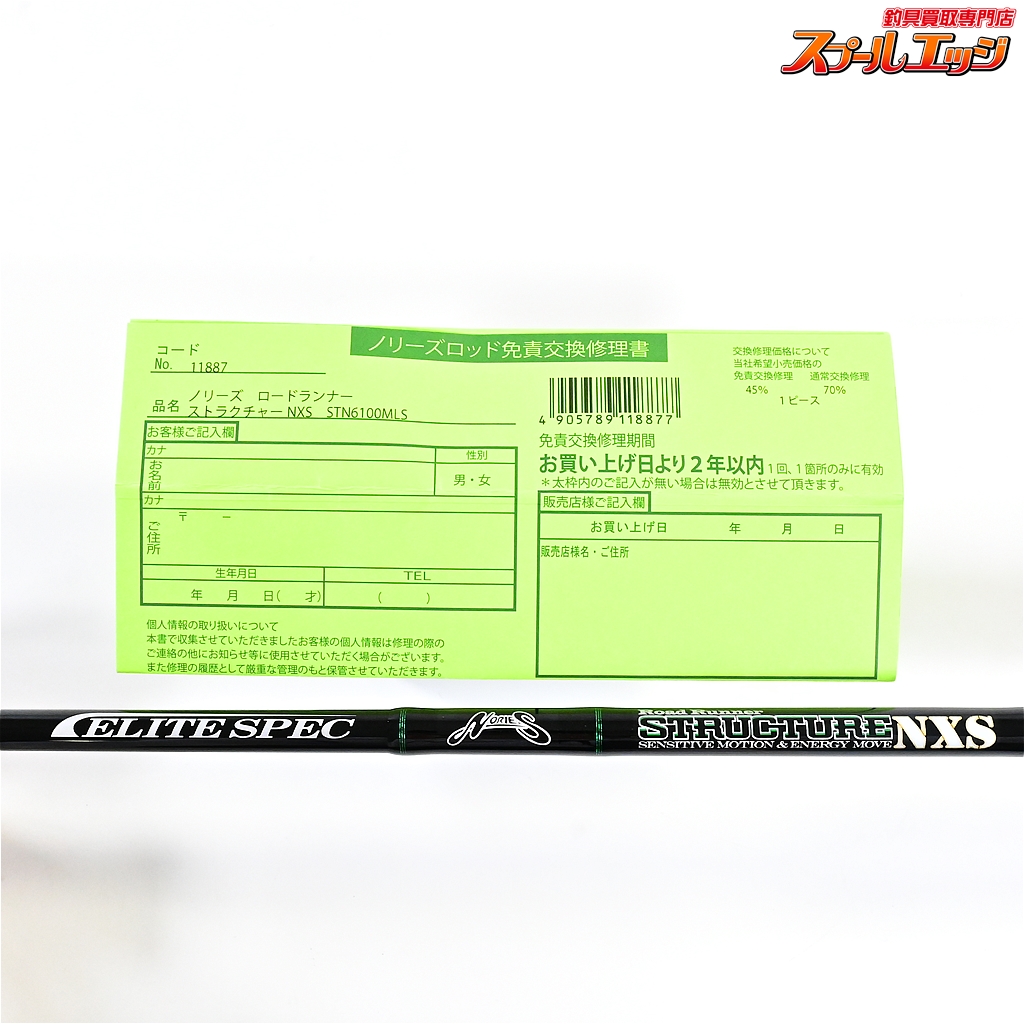 釣具買取専門店
スプールエッジ
ノリーズロッド免責交換修理書
コード
No. 11887
品名 ノリーズ ロードランナー
ストラクチャー NXS STN6100MLS
お客様ご記入欄
カナ
性別
お名前
男・女
カナ
〒 －
ご住所
生年月日
TEL
年 月 日( 才)
( )
個人情報の取り扱いについて
本書で収集させていただきましたお客様の個人情報は修理の際の
ご連絡の他にお知らせ等に使用させていただく場合がございます。
また修理の履歴として厳重な管理のもと保管させていただきます。
交換修理価格について
当社希望小売価格の
免責交換修理 通常交換修理
45% 70%
1ピース
4 905789 118877
免責交換修理期間
お買い上げ日より2年以内 1回、1箇所のみに有効
＊太枠内のご記入が無い場合は無効とさせて頂きます。
販売店様ご記入欄
お買い上げ日 年 月 日
販売店様名・ご住所
ELITE SPEC
NORIES
Road Runner
STRUCTURE NXS
SENSITIVE MOTION & ENERGY MOVE